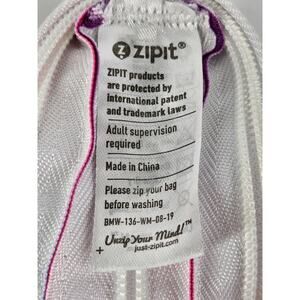 zipit®
ZIPIT products
are protected by
international patent
and trademark laws
Adult supervision
required
Made in China
Please zip your bag
before washing
BMW-136-WM-08-19
Unzip Your Mind!™
just-zipit.com